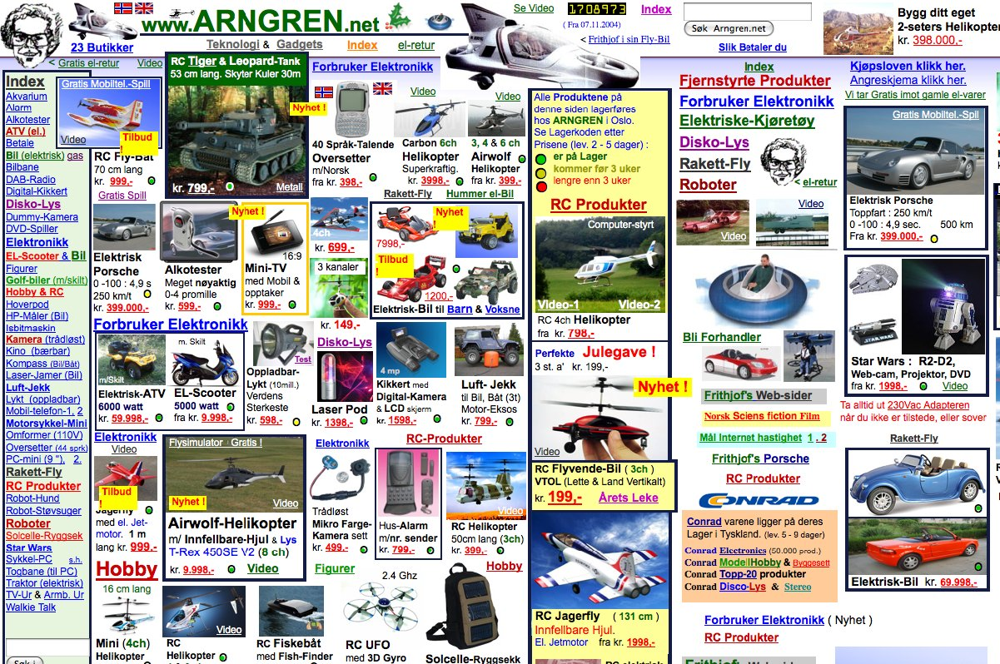 www.ARNGREN.net
23 Butikker
Teknologi & Gadgets
Index
el-retur
Se Video
1708973
Index
( Fra 07.11.2004)
< Frithjof i sin Fly-Bil
Søk Arngren.net
Slik Betaler du
Bygg ditt eget
2-seters Helikopter
kr. 398.000,-
< Gratis el-retur
Video
Index
Akvarium
Alarm
Alkotester
ATV (el.)
Betale
Bil (elektrisk) gas
Bilbane
DAB-Radio
Digital-Kikkert
Disko-Lys
Dummy-Kamera
DVD-Spiller
Elektronikk
EL-Scooter & Bil
Figurer
Golf-biler (m/skilt)
Hobby & RC
Hoverpod
HP-Måler (Bil)
Isbitmaskin
Kamera (trådløst)
Kino (bærbar)
Kompass (Bil/Båt)
Laser-Jamer (Bil)
Luft-Jekk
Lykt (oppladbar)
Mobil-telefon-1, 2
Motorsykkel-Mini
Omformer (110V)
Oversetter (44 sprk)
PC-mini (9 "), 2.
Rakett-Fly
RC Produkter
Robot-Hund
Robot-Støvsuger
Roboter
Solcelle-Ryggsek
Star Wars
Sykkel-PC s.h.
Togbane (til PC)
Traktor (elektrisk)
TV-Ur & Armb. Ur
Walkie Talk
Søk i
Gratis Mobiltel.-Spill
Video
Tilbud !
RC Fly-Båt
70 cm lang
kr. 999,-
Gratis Spill
RC Tiger & Leopard-Tank
53 cm lang. Skyter Kuler 30m
Nyhet !
kr. 799,-
Metall
Forbruker Elektronikk
40 Språk-Talende
Oversetter
m/Norsk
fra kr. 398,-
Video
Carbon 6ch
Helikopter
Superkraftig.
kr. 3998,-
Rakett-Fly
Video
3, 4 & 6 ch
Airwolf
Helikopter
fra kr. 399,-
Hummer el-Bil
Elektrisk
Porsche
0 -100 : 4,9 s
250 km/t
kr. 399.000,-
Alkotester
Meget nøyaktig
0-4 promille
kr. 599,-
Nyhet !
16:9
Mini-TV
med Mobil &
opptaker
kr. 999,-
4ch
kr. 699,-
3 kanaler
kr. 149,-
7998,-
Nyhet !
Tilbud !
1200,-
Elektrisk-Bil til Barn & Voksne
Forbruker Elektronikk
m/Skilt
Elektrisk-ATV
6000 watt
kr. 59.998,-
m. Skilt
EL-Scooter
5000 watt
fra kr. 9.998,-
Test
Oppladbar-
Lykt (10mill.)
Verdens
Sterkeste
kr. 598,-
Disko-Lys
Laser Pod
kr. 1398,-
4 mp
Kikkert med
Digital-Kamera
& LCD skjerm
kr. 1598,-
Luft- Jekk
til Bil, Båt (3t)
Motor-Eksos
kr. 799,-
Elektronikk
Video
Tilbud !
Jagerfly
med el. Jet-
motor. 1 m
lang kr. 999,-
Flysimulator : Gratis !
Nyhet !
Video
Airwolf-Helikopter
m/ Innfellbare-Hjul & Lys
T-Rex 450SE V2 (8 ch)
kr. 9.998,-
Video
Elektronikk
Trådløst
Mikro Farge-
Kamera sett
kr. 499,-
RC-Produkter
Hus-Alarm
m/nr. sender
kr. 799,-
Video
RC Helikopter
50cm lang (3ch)
kr. 399,-
Hobby
16 cm lang
Mini (4ch)
Helikopter
Video
RC
Helikopter
RC Fiskebåt
med Fish-Finder
Figurer
2.4 Ghz
RC UFO
med 3D Gyro
Hobby
Solcelle-Ryggsekk
Alle Produktene på
denne siden lagerføres
hos ARNGREN i Oslo.
Se Lagerkoden etter
Prisene (lev. 2 - 5 dager) :
er på Lager
kommer før 3 uker
lengre enn 3 uker
RC Produkter
Computer-styrt
Video-1
Video-2
RC 4ch Helikopter
fra kr. 798,-
Perfekte Julegave !
3 st. a' kr. 199,-
Nyhet !
Video
RC Flyvende-Bil ( 3ch )
VTOL (Lette & Land Vertikalt)
kr. 199,- Årets Leke
RC Jagerfly ( 131 cm )
Innfellbare Hjul.
El. Jetmotor fra kr. 1998,-
Index
Fjernstyrte Produkter
Forbruker Elektronikk
Elektriske-Kjøretøy
Disko-Lys
Rakett-Fly
Roboter
< el-retur
Video
Video
Bli Forhandler
Frithjof's Web-sider
Norsk Sciens fiction Film
Mål Internet hastighet 1 . 2
Frithjof's Porsche
RC Produkter
CONRAD
Conrad varene ligger på deres
Lager i Tyskland. (lev. 5 - 9 dager)
Conrad Electronics (50.000 prod.)
Conrad ModellHobby & Byggesett
Conrad Topp-20 produkter
Conrad Disco-Lys & Stereo
Forbruker Elektronikk ( Nyhet )
RC Produkter
Frithjof's Web-sider
Kjøpsloven klikk her.
Angreskjema klikk her.
Vi tar Gratis imot gamle el-varer
Gratis Mobiltel.-Spill
Elektrisk Porsche
Toppfart : 250 km/t
0 -100 : 4,9 sec. 500 km
Fra kr. 399.000,-
STAR WARS
Star Wars : R2-D2,
Web-cam, Projektor, DVD
fra kr. 1998,-
Video
Ta alltid ut 230Vac Adapteren
når du ikke er tilstede, eller sover
Rakett-Fly
Elektrisk-Bil kr. 69.998,-